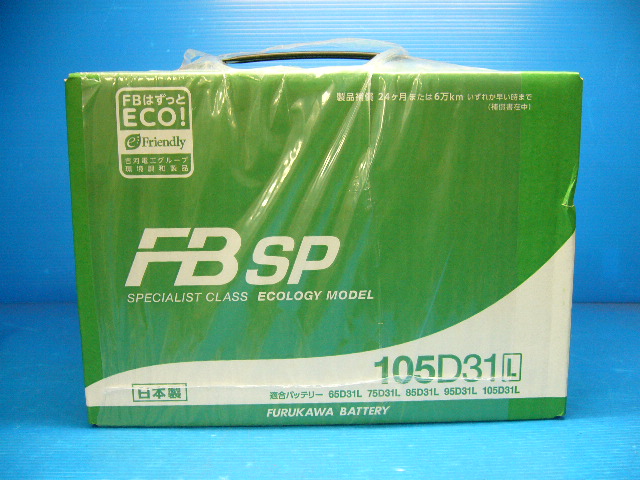 FBはずっと
ECO!
e Friendly
古河電工グループ
環境調和製品
製品補償 24ヶ月または6万km いずれか早い時まで
(補償書在中)
FB SP
SPECIALIST CLASS ECOLOGY MODEL
105D31 L
日本製
適合バッテリー 65D31L 75D31L 85D31L 95D31L 105D31L
FURUKAWA BATTERY